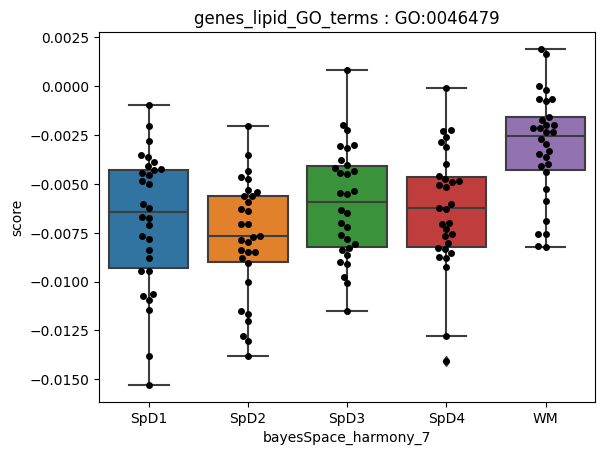 genes_lipid_GO_terms : GO:0046479
0.0025
0.0000
−0.0025
−0.0050
−0.0075
−0.0100
−0.0125
−0.0150
score
SpD1 SpD2 SpD3 SpD4 WM
bayesSpace_harmony_7